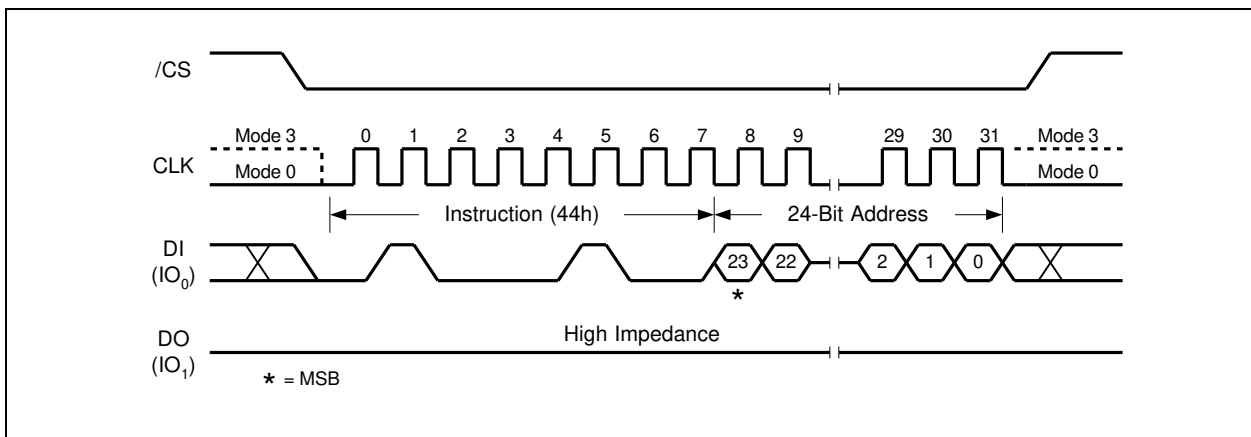 /CS
Mode 3 0 1 2 3 4 5 6 7 8 9 29 30 31 Mode 3
CLK Mode 0 Mode 0
Instruction (44h) 24-Bit Address
DI
(IO0)
23 22 2 1 0
*
High Impedance
DO
(IO1)
* = MSB